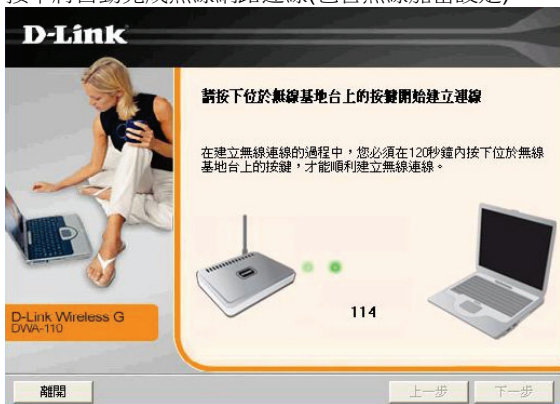 按下將自動完成無線網路連線(包含無線加密設定)
D-Link
請按下位於無線基地台上的按鍵開始建立連線
在建立無線連線的過程中，您必須在120秒鐘內按下位於無線
基地台上的按鍵，才能順利建立無線連線。
114
D-Link Wireless G
DWA-110
離開
上一步
下一步